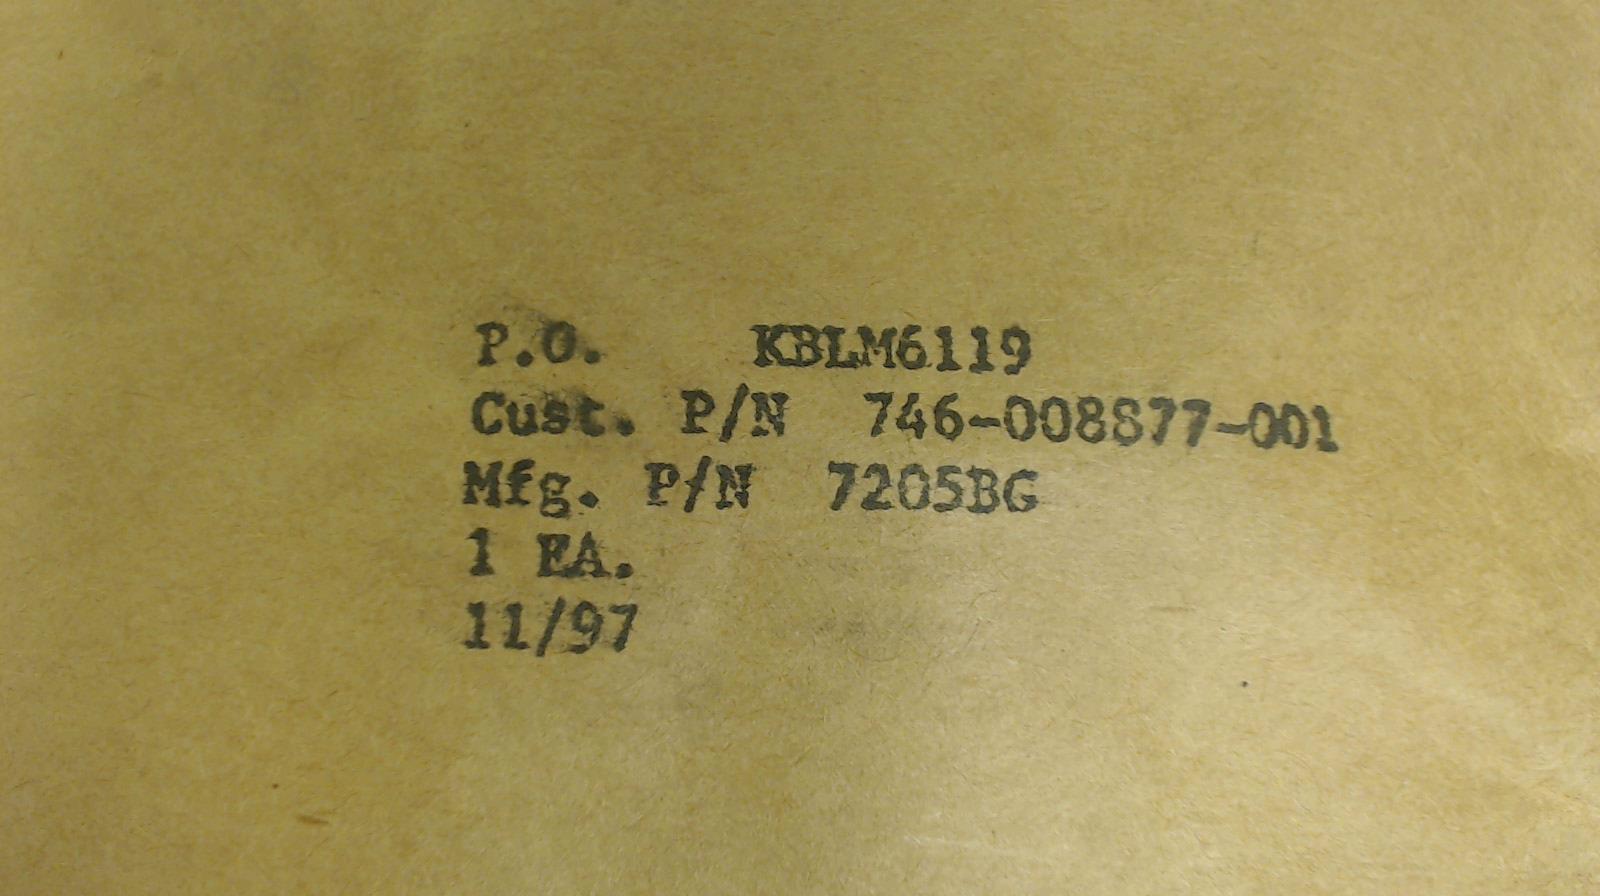 P.O. KBLM6119
Cust. P/N 746-008877-001
Mfg. P/N 7205BG
1 EA.
11/97